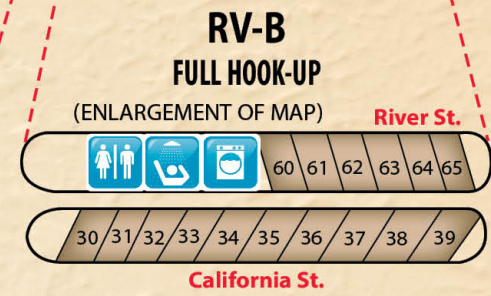 RV-B
FULL HOOK-UP
(ENLARGEMENT OF MAP)
River St.
60 61 62 63 64 65
30 31 32 33 34 35 36 37 38 39
California St.